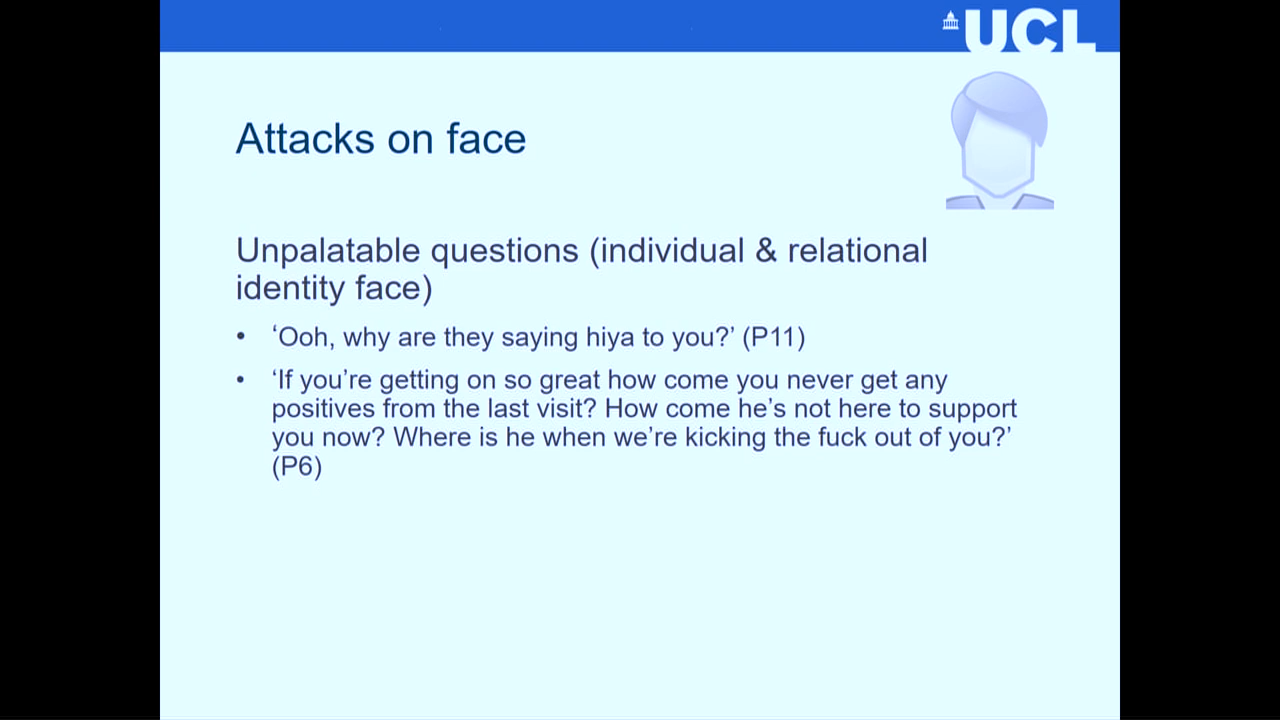 UCL
Attacks on face
Unpalatable questions (individual & relational
identity face)
• ‘Ooh, why are they saying hiya to you?’ (P11)
• ‘If you’re getting on so great how come you never get any
positives from the last visit? How come he’s not here to support
you now? Where is he when we’re kicking the fuck out of you?’
(P6)